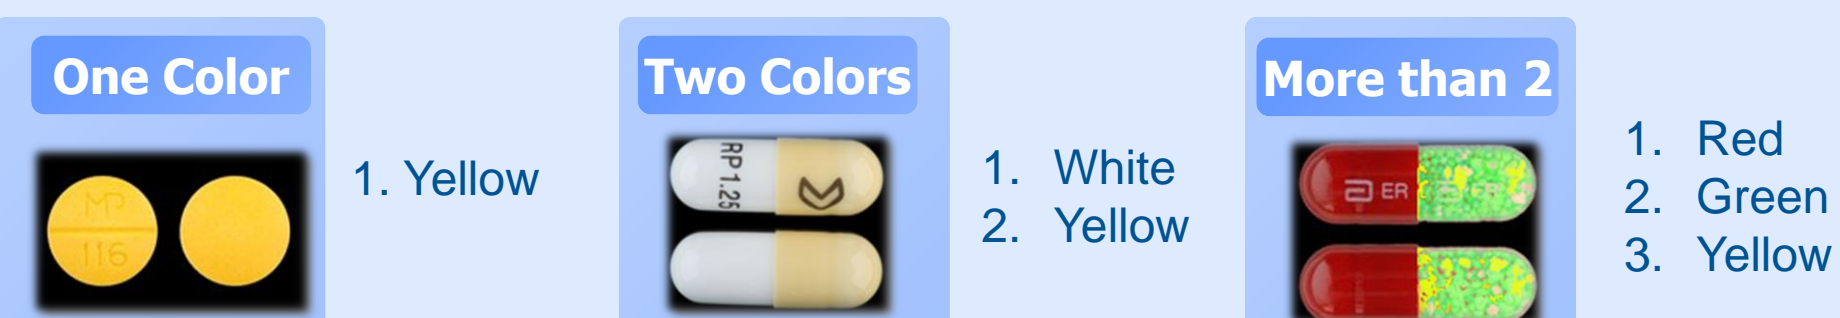 One Color
MP
116
1. Yellow
Two Colors
RP 1.25
1. White
2. Yellow
More than 2
ER
1. Red
2. Green
3. Yellow